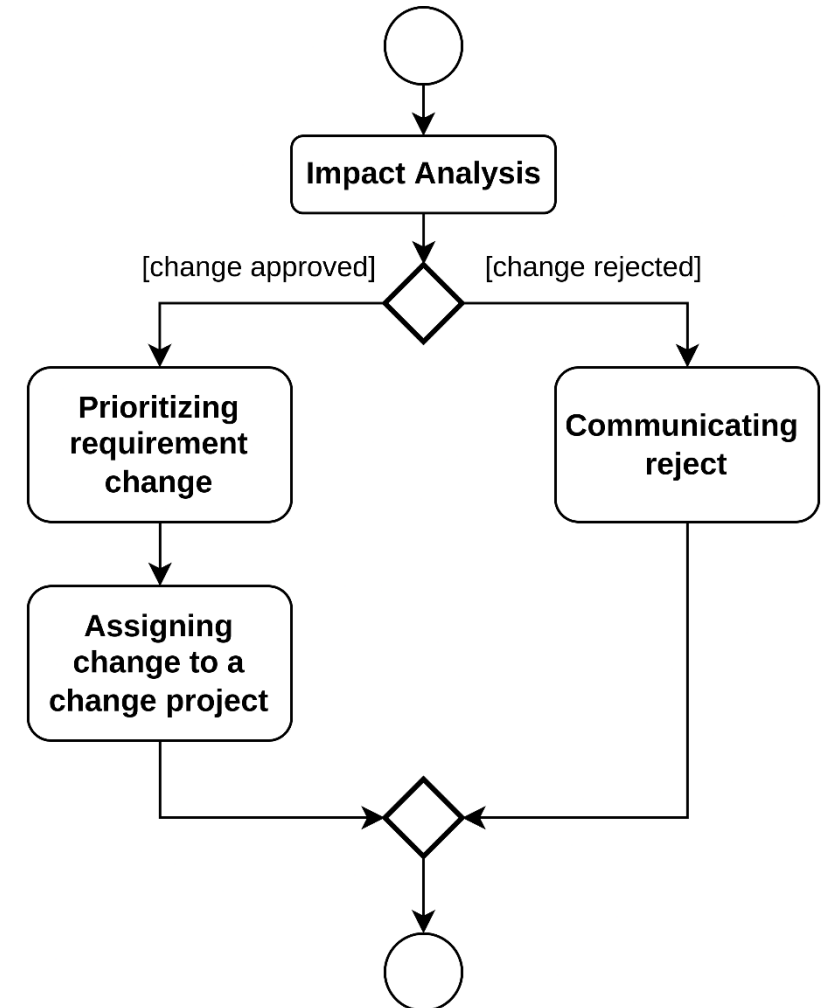 Impact Analysis
[change approved]
[change rejected]
Prioritizing
requirement
change
Communicating
reject
Assigning
change to a
change project